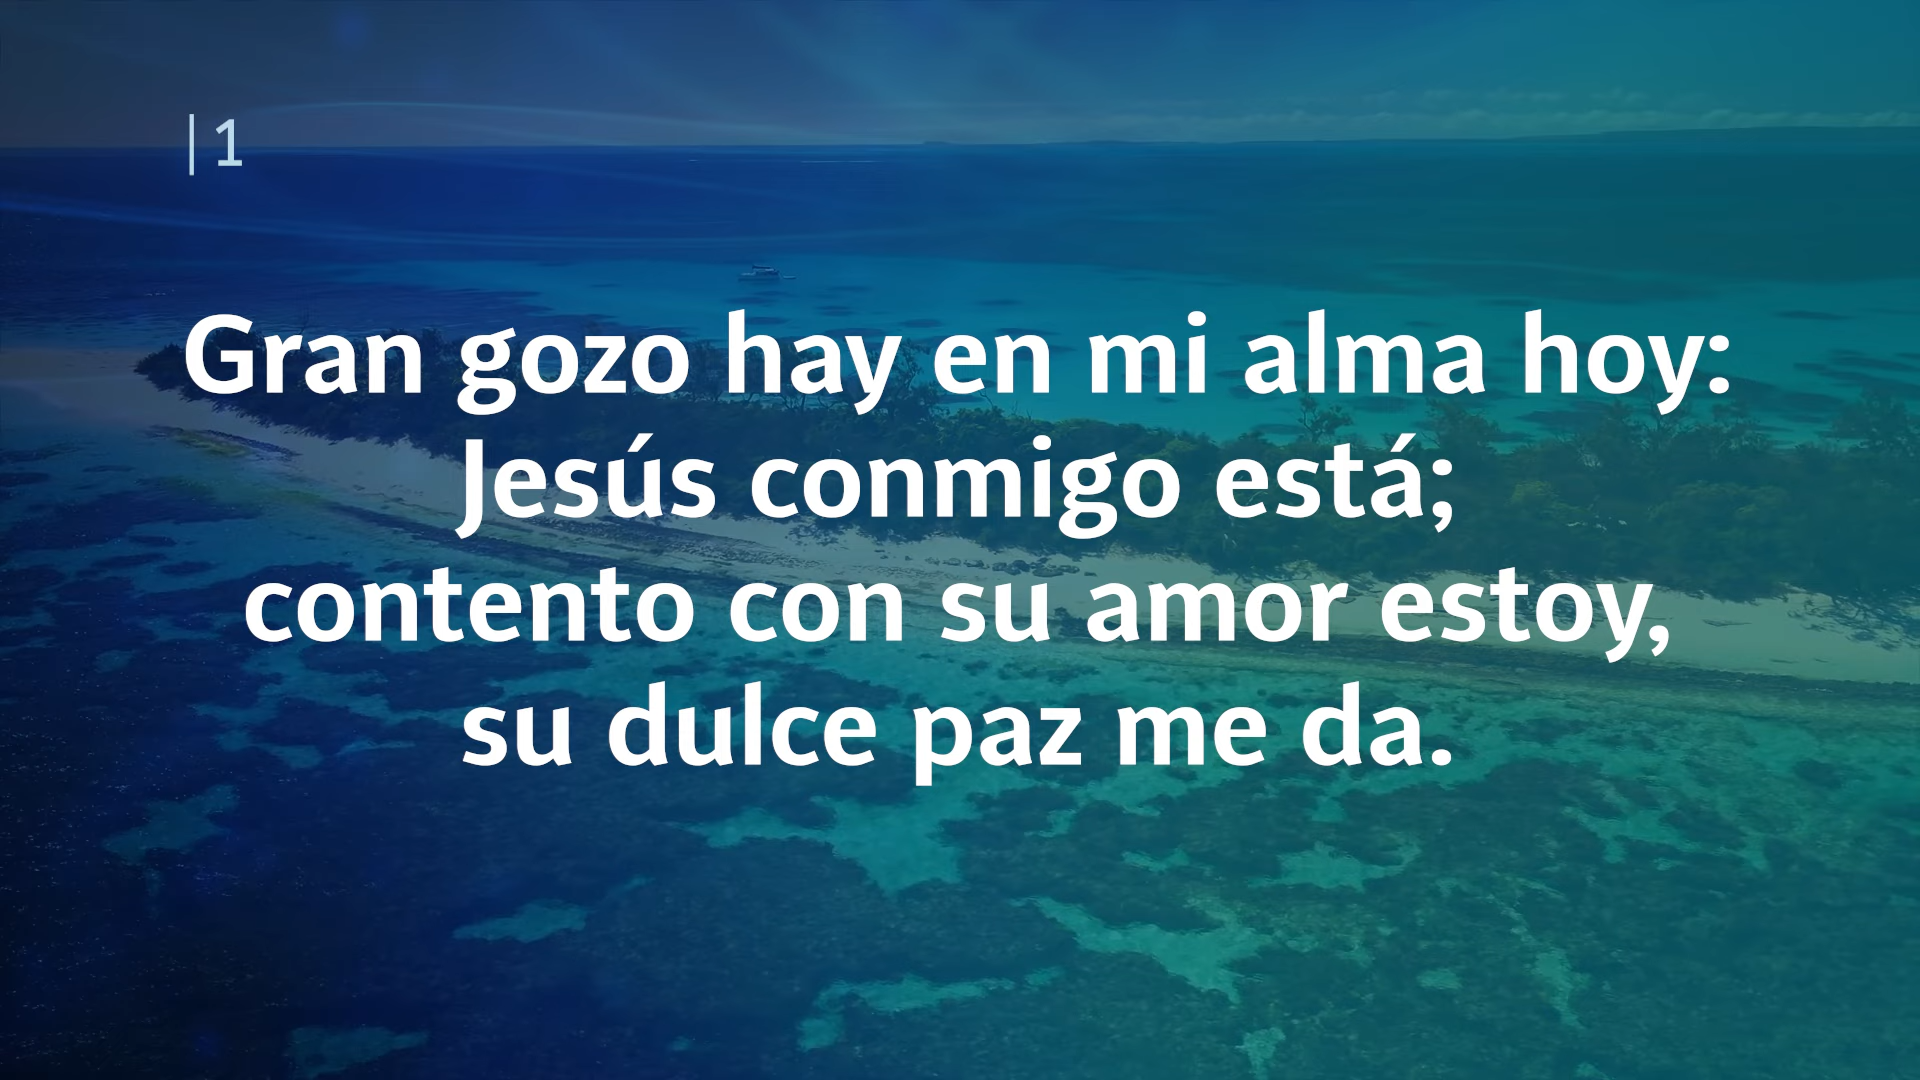 |1
Gran gozo hay en mi alma hoy:
Jesús conmigo está;
contento con su amor estoy,
su dulce paz me da.